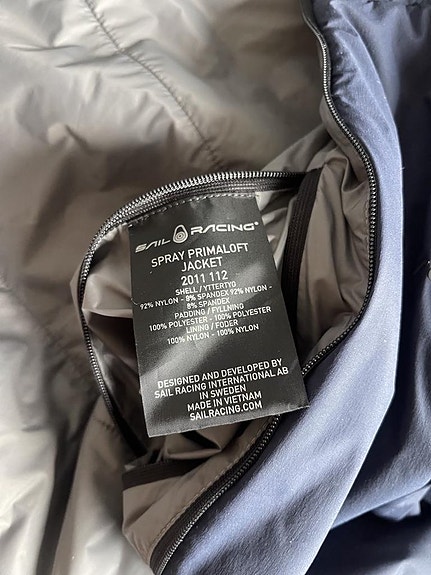 SAIL RACING®
SPRAY PRIMALOFT
JACKET
2011 112
SHELL / YTTERTYG
92% NYLON - 8% SPANDEX 92% NYLON -
8% SPANDEX
PADDING / FYLLNING
100% POLYESTER - 100% POLYESTER
LINING / FODER
100% NYLON - 100% NYLON
DESIGNED AND DEVELOPED BY
SAIL RACING INTERNATIONAL AB
IN SWEDEN
MADE IN VIETNAM
SAILRACING.COM